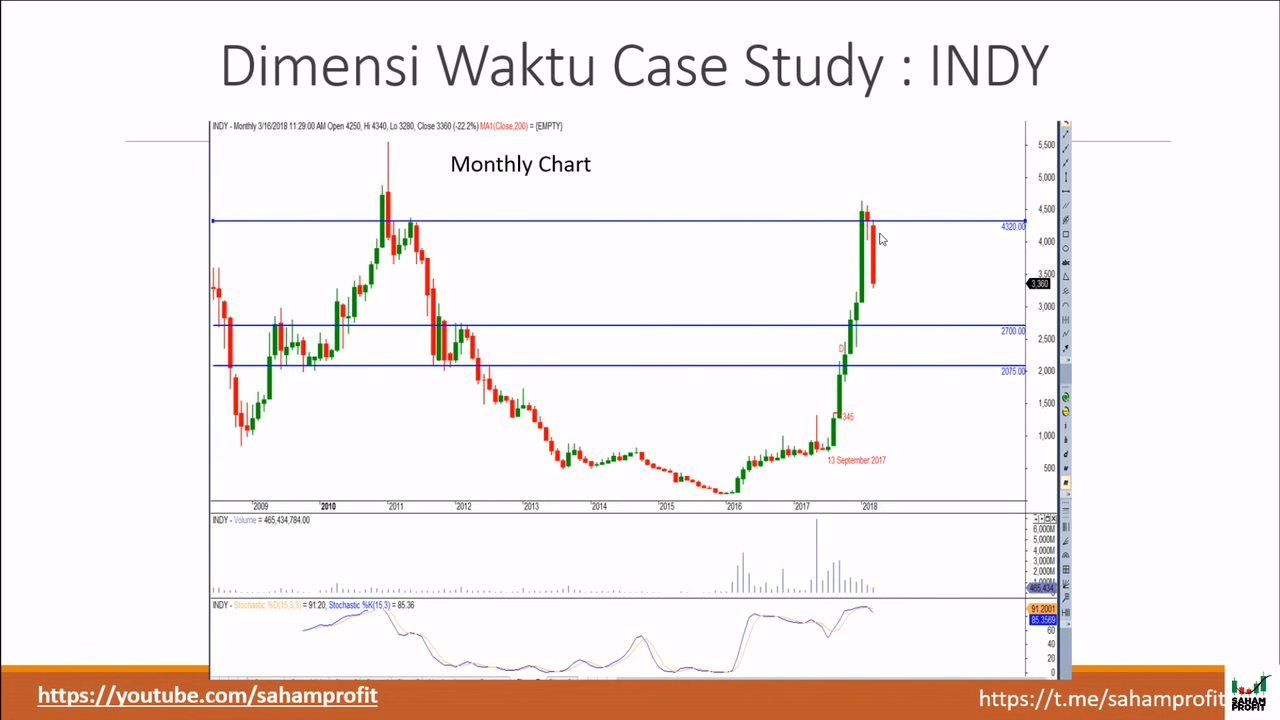 Dimensi Waktu Case Study : INDY
INDY - Monthly 3/16/2018 11:29:00 AM Open 4250, Hi 4340, Lo 3280, Close 3360 (-22.2%) MA1(Close,200) = {EMPTY}
Monthly Chart
5,500
5,000
4,500
4320.00
4,000
3,500
3,360
3,000
2700.00
2,500
2075.00
2,000
1,500
345
1,000
13 September 2017
500
2009 2010 2011 2012 2013 2014 2015 2016 2017 2018
INDY - Volume = 465,434,784.00
6,000M
5,000M
4,000M
3,000M
2,000M
1,000M
465,434
INDY - Stochastic %D(15,3,3) = 91.20, Stochastic %K(15,3) = 85.36
91.2001
85.3569
60
40
20
0
https://youtube.com/sahamprofit
https://t.me/sahamprofit
SAHAM
PROFIT